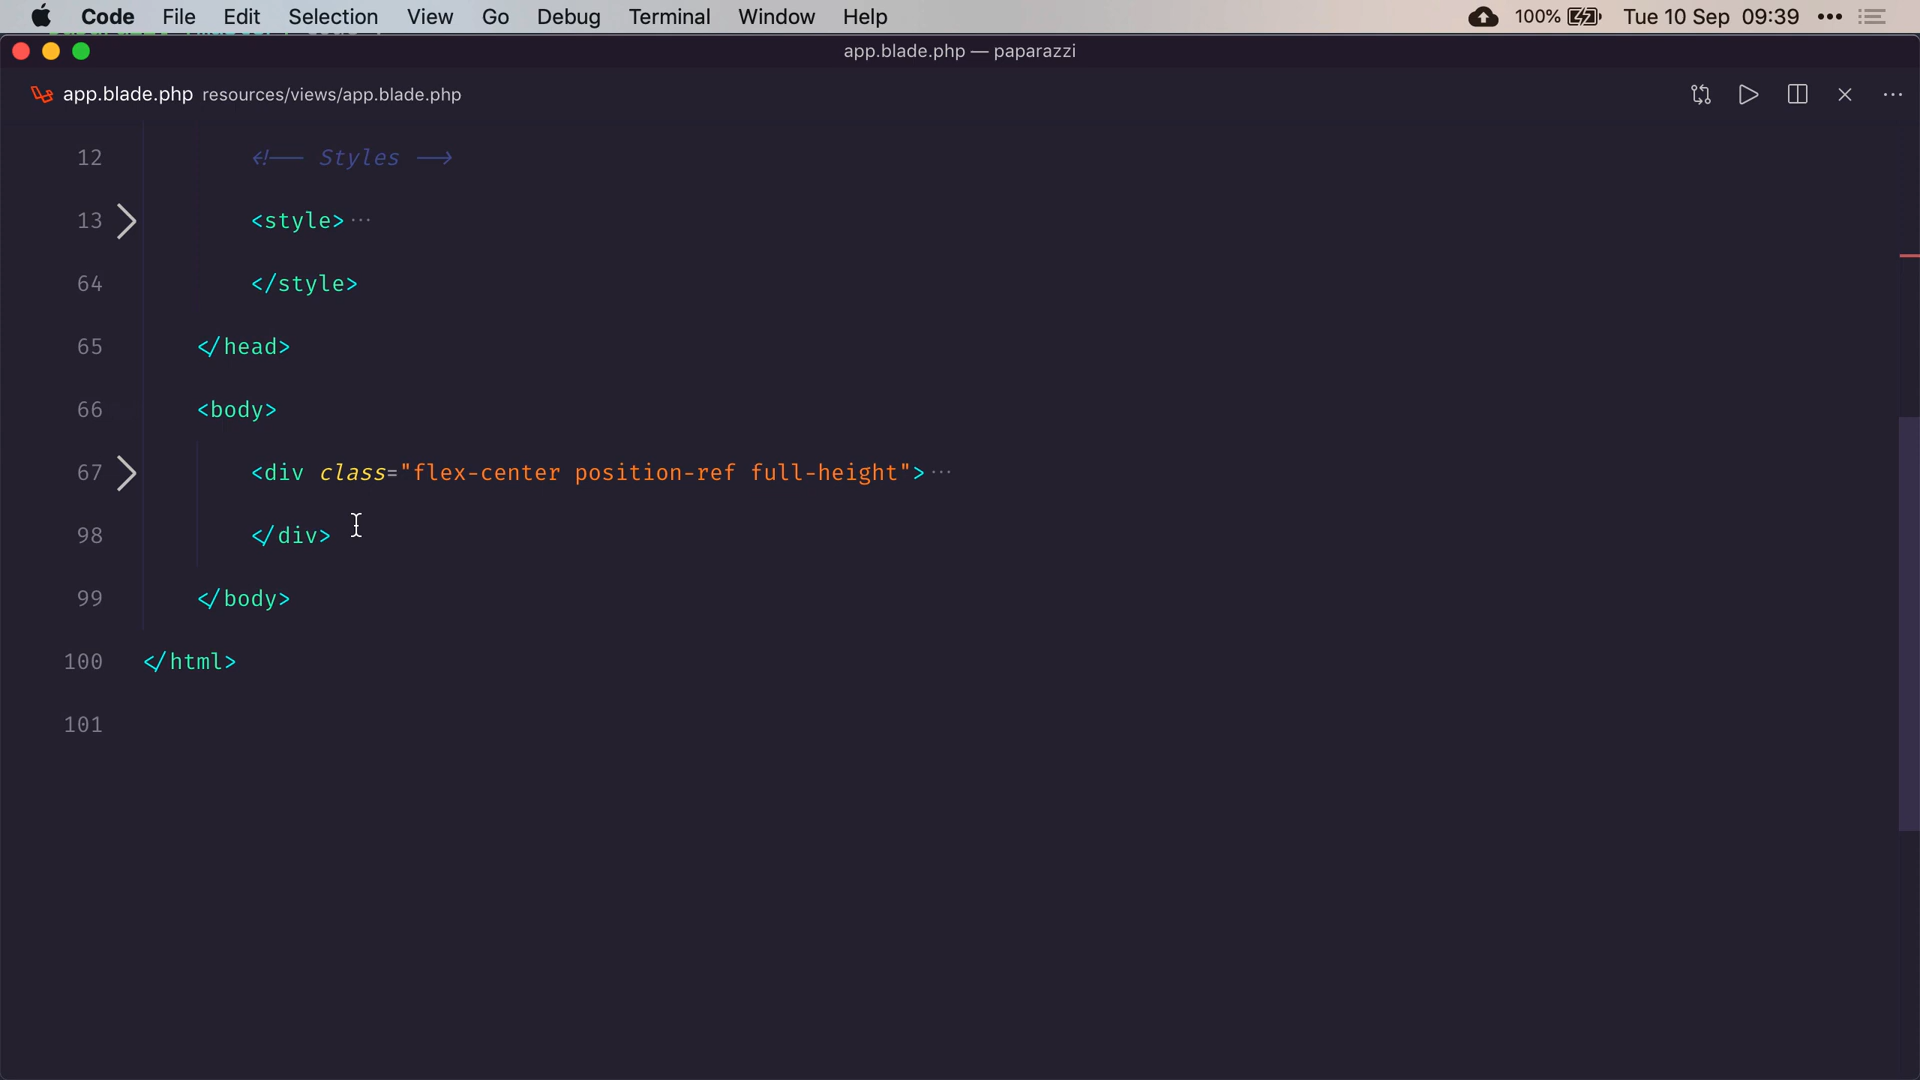 Code File Edit Selection View Go Debug Terminal Window Help 100% Tue 10 Sep 09:39
app.blade.php — paparazzi
app.blade.php resources/views/app.blade.php
12 <!-- Styles -->
13 <style>···
64 </style>
65 </head>
66 <body>
67 <div class="flex-center position-ref full-height">···
98 </div>
99 </body>
100 </html>
101